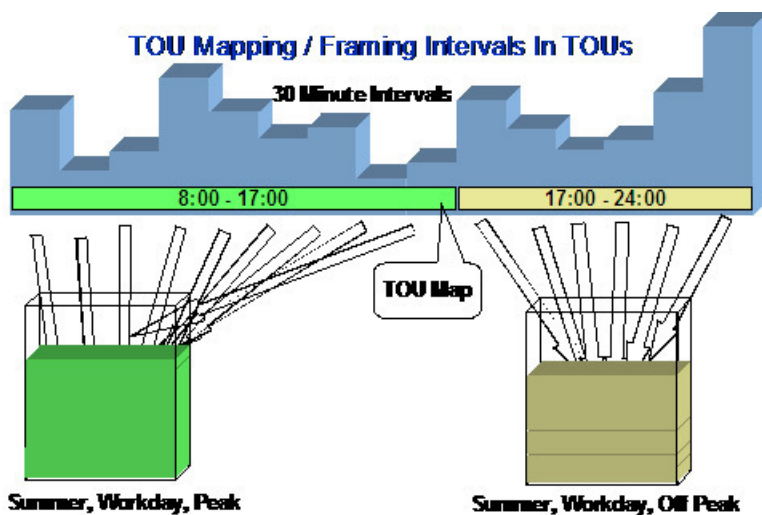 TOU Mapping / Framing Intervals In TOUs
30 Minute Intervals
8:00 - 17:00
17:00 - 24:00
TOU Map
Summer, Workday, Peak
Summer, Workday, Off Peak